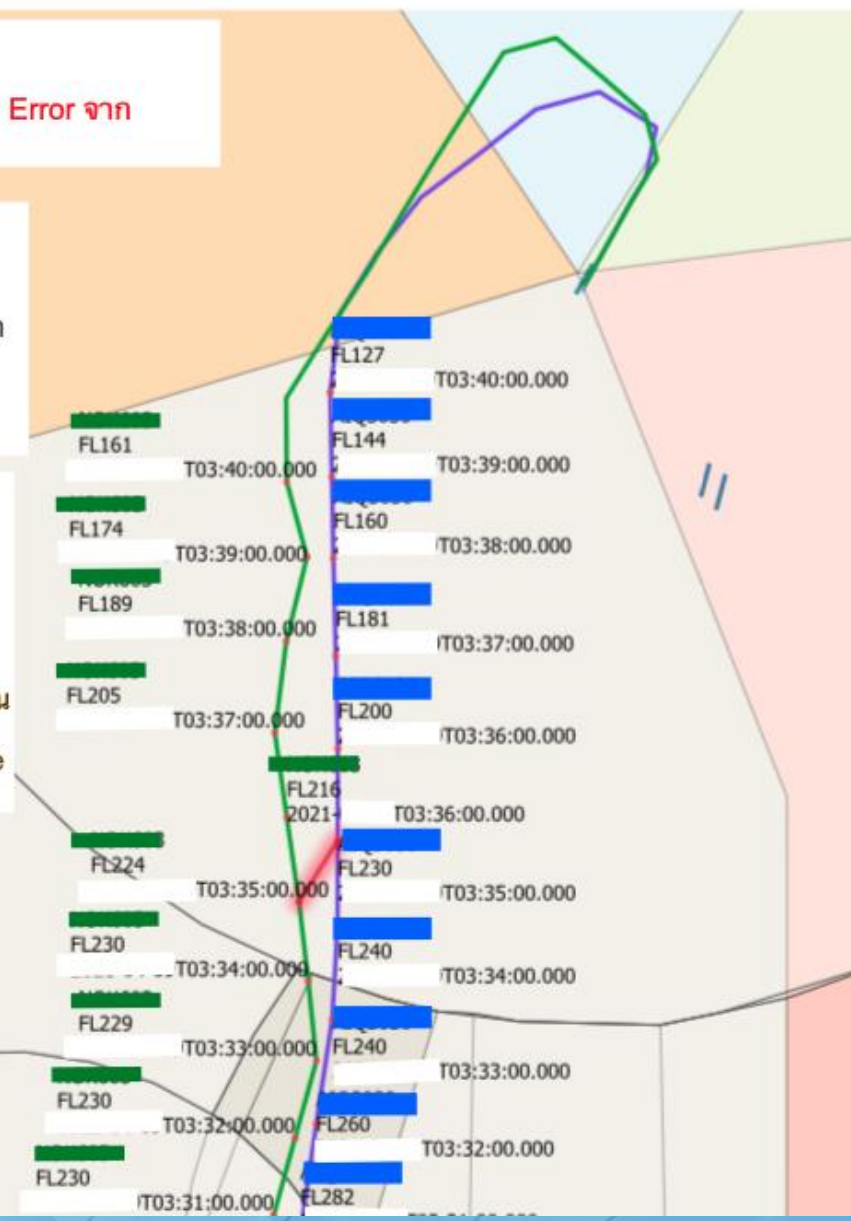 Error จาก
FL127
T03:40:00.000
FL144
T03:39:00.000
FL160
T03:38:00.000
FL181
T03:37:00.000
FL200
T03:36:00.000
FL230
T03:35:00.000
FL240
T03:34:00.000
FL240
T03:33:00.000
FL260
T03:32:00.000
FL282
FL161
T03:40:00.000
FL174
T03:39:00.000
FL189
T03:38:00.000
FL205
T03:37:00.000
FL216
2021-
T03:36:00.000
FL224
T03:35:00.000
FL230
T03:34:00.000
FL229
T03:33:00.000
FL230
T03:32:00.000
FL230
T03:31:00.000